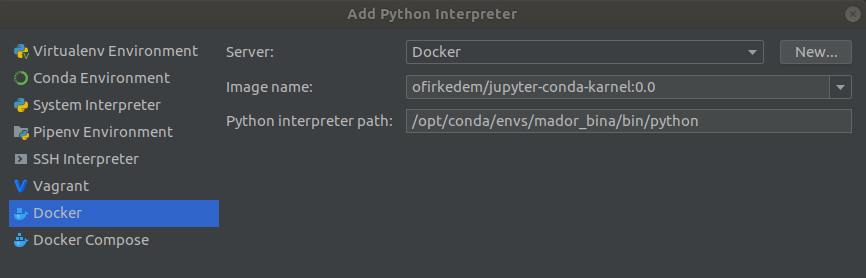 Add Python Interpreter
Virtualenv Environment
Conda Environment
System Interpreter
Pipenv Environment
SSH Interpreter
Vagrant
Docker
Docker Compose
Server: Docker New...
Image name: ofirkedem/jupyter-conda-karnel:0.0
Python interpreter path: /opt/conda/envs/mador_bina/bin/python